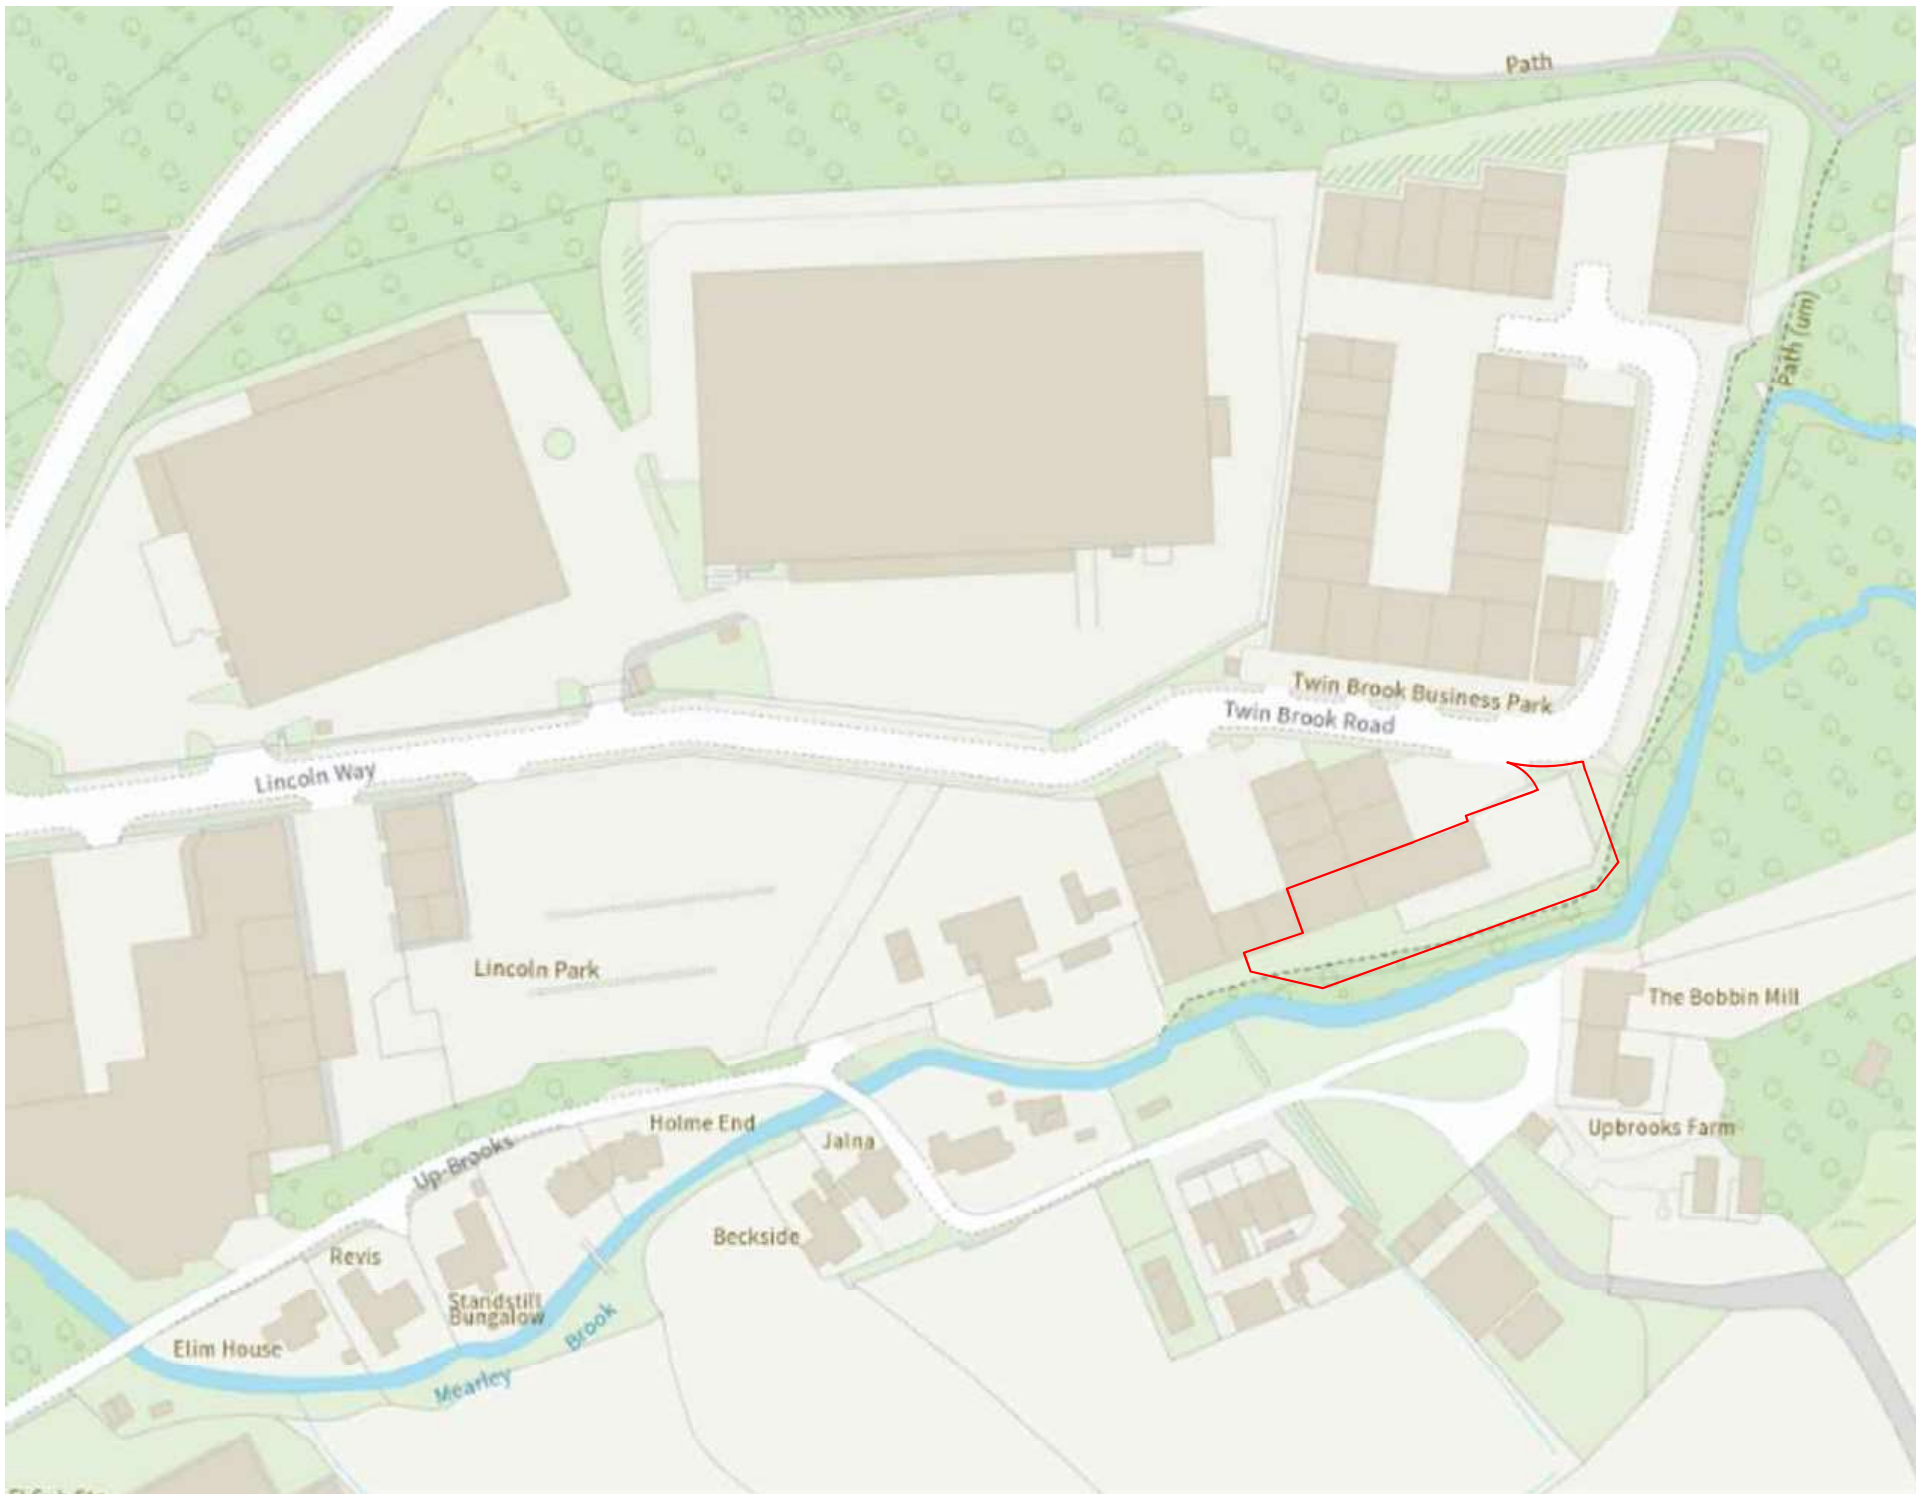 Path
Path (um)
Twin Brook Business Park
Twin Brook Road
Lincoln Way
Lincoln Park
The Bobbin Mill
Holme End
Jalna
Upbrooks Farm
Up-Brooks
Beckside
Revis
Standstill
Bungalow
Elim House
Brook
Mearley